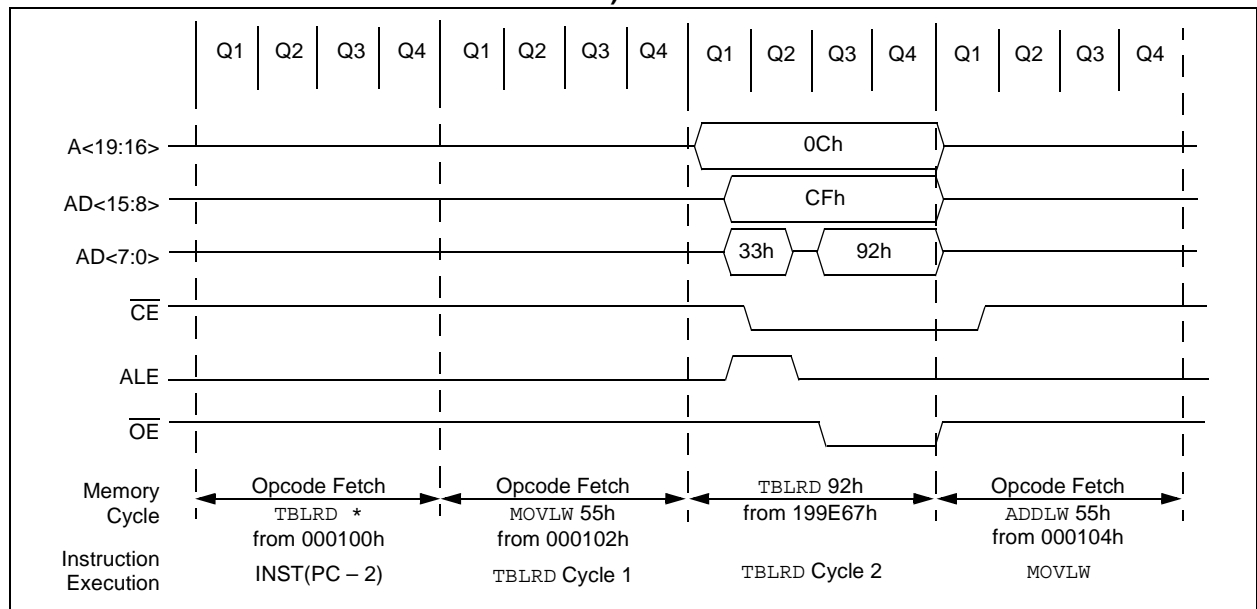 Q1 Q2 Q3 Q4 Q1 Q2 Q3 Q4 Q1 Q2 Q3 Q4 Q1 Q2 Q3 Q4
A<19:16> 0Ch
AD<15:8> CFh
AD<7:0> 33h 92h
CE
ALE
OE
Memory Cycle
Opcode Fetch
TBLRD *
from 000100h
Opcode Fetch
MOVLW 55h
from 000102h
TBLRD 92h
from 199E67h
Opcode Fetch
ADDLW 55h
from 000104h
Instruction
Execution
INST(PC – 2)
TBLRD Cycle 1
TBLRD Cycle 2
MOVLW